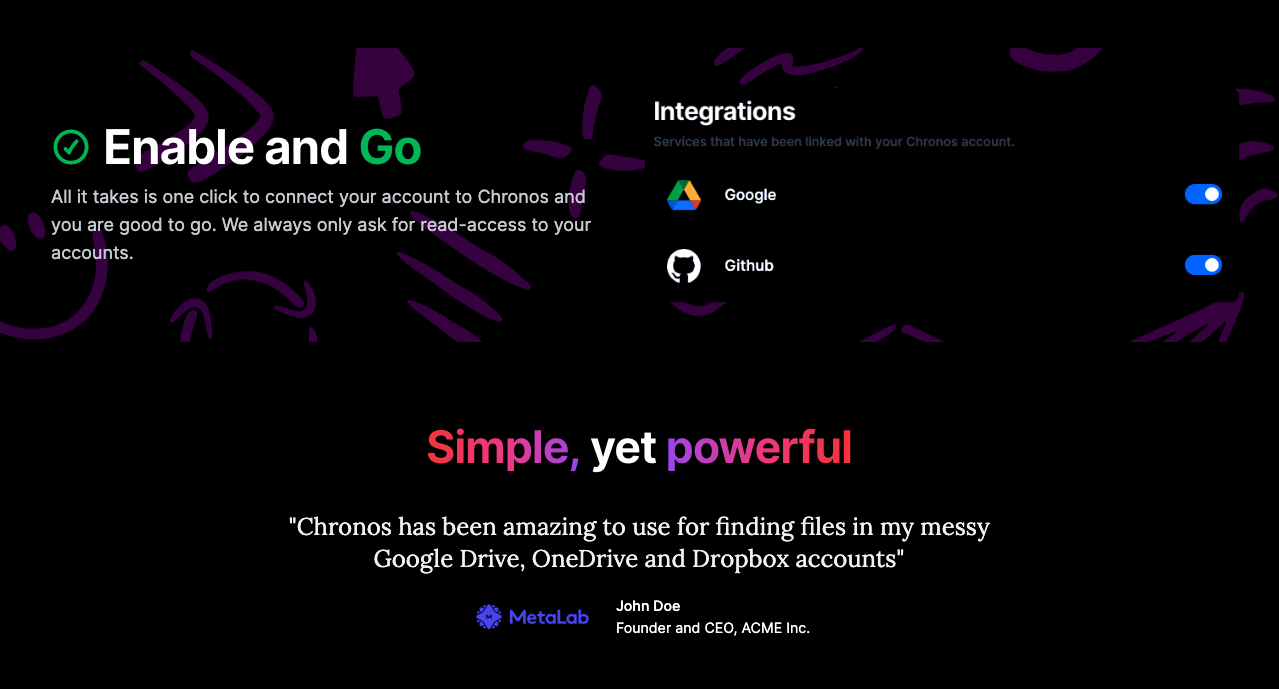 Enable and Go
All it takes is one click to connect your account to Chronos and
you are good to go. We always only ask for read-access to your
accounts.
Integrations
Services that have been linked with your Chronos account.
Google
Github
Simple, yet powerful
"Chronos has been amazing to use for finding files in my messy
Google Drive, OneDrive and Dropbox accounts"
MetaLab
John Doe
Founder and CEO, ACME Inc.